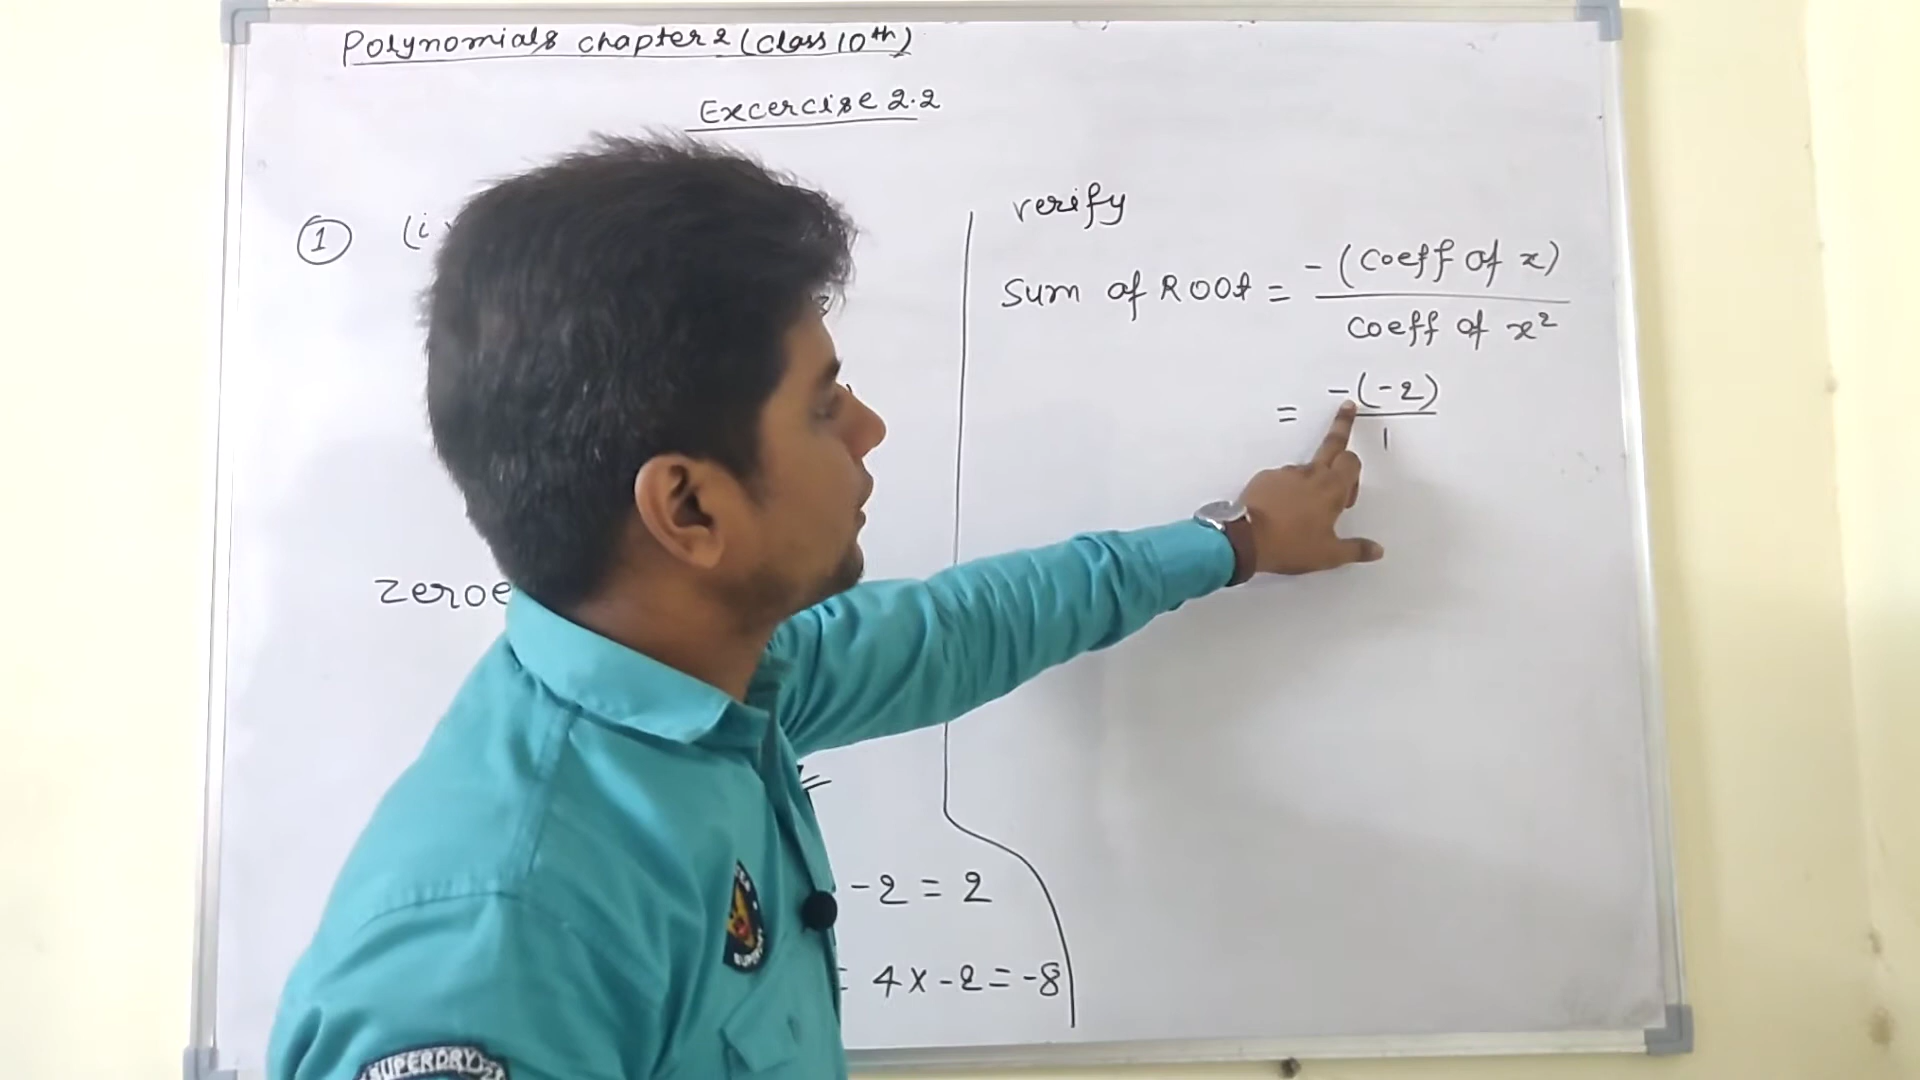 Polynomials chapter 2 (Class 10th)
Excercise 2.2
1 (i
zeroe
-2 = 2
= 4 x -2 = -8
verify
Sum of Root = -(coeff of x) / coeff of x²
= -(-2) / 1
SUPERDRY